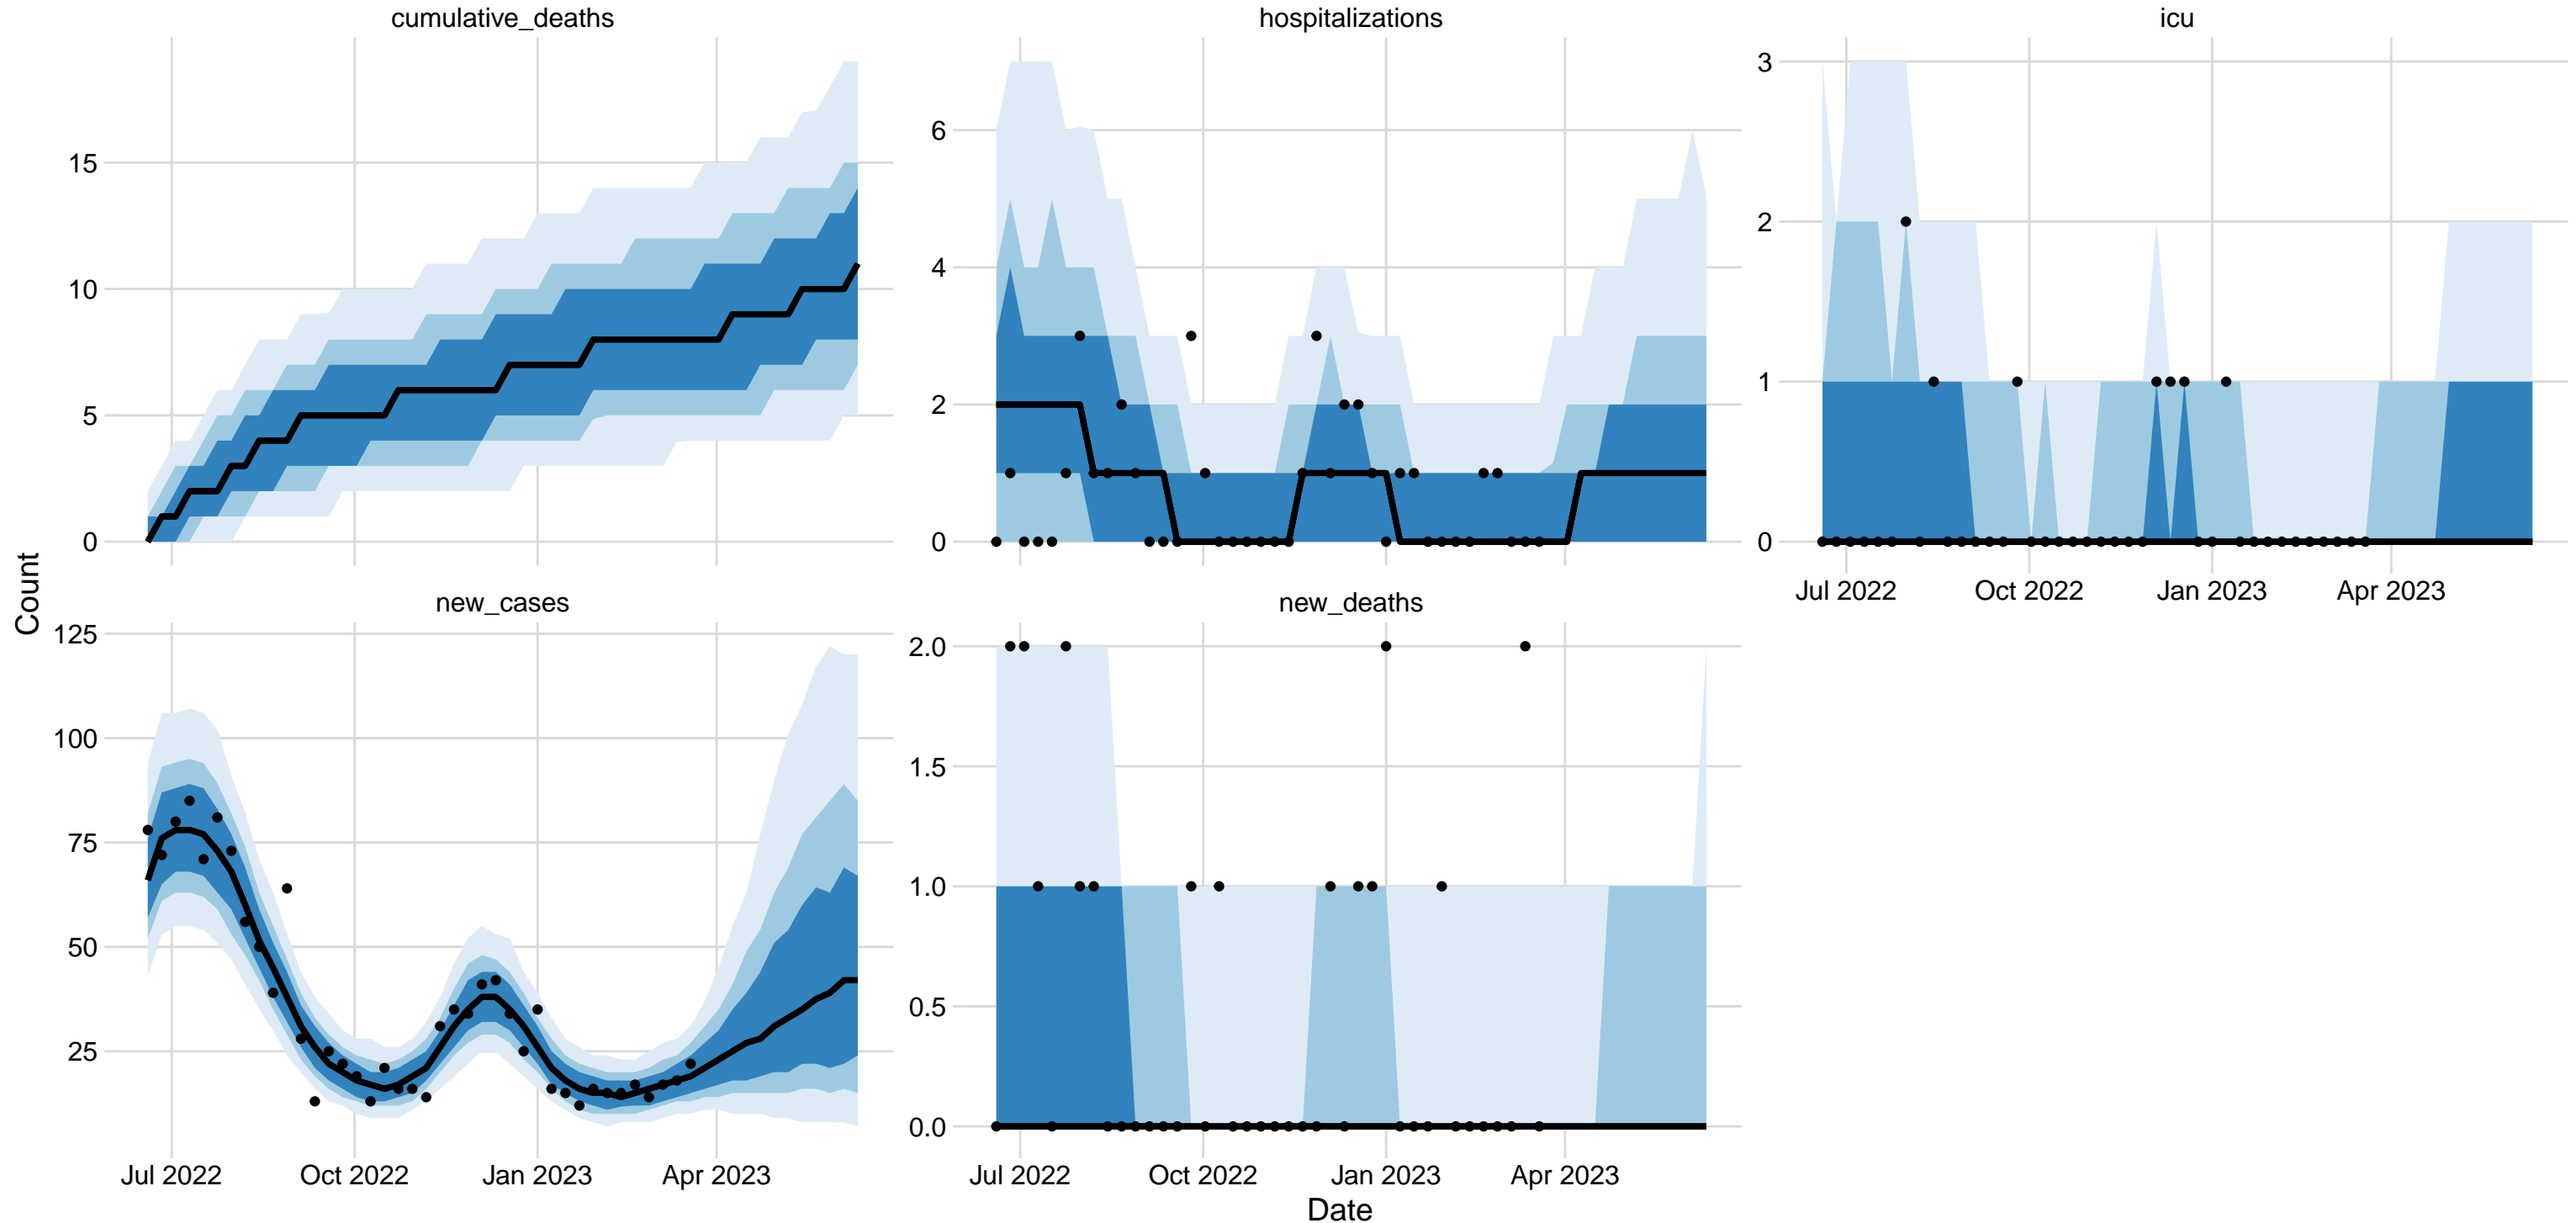 cumulative_deaths
hospitalizations
icu
15
10
5
0
6
4
2
0
3
2
1
0
Jul 2022
Oct 2022
Jan 2023
Apr 2023
Count
new_cases
new_deaths
125
100
75
50
25
2.0
1.5
1.0
0.5
0.0
Jul 2022
Oct 2022
Jan 2023
Apr 2023
Jul 2022
Oct 2022
Jan 2023
Apr 2023
Date